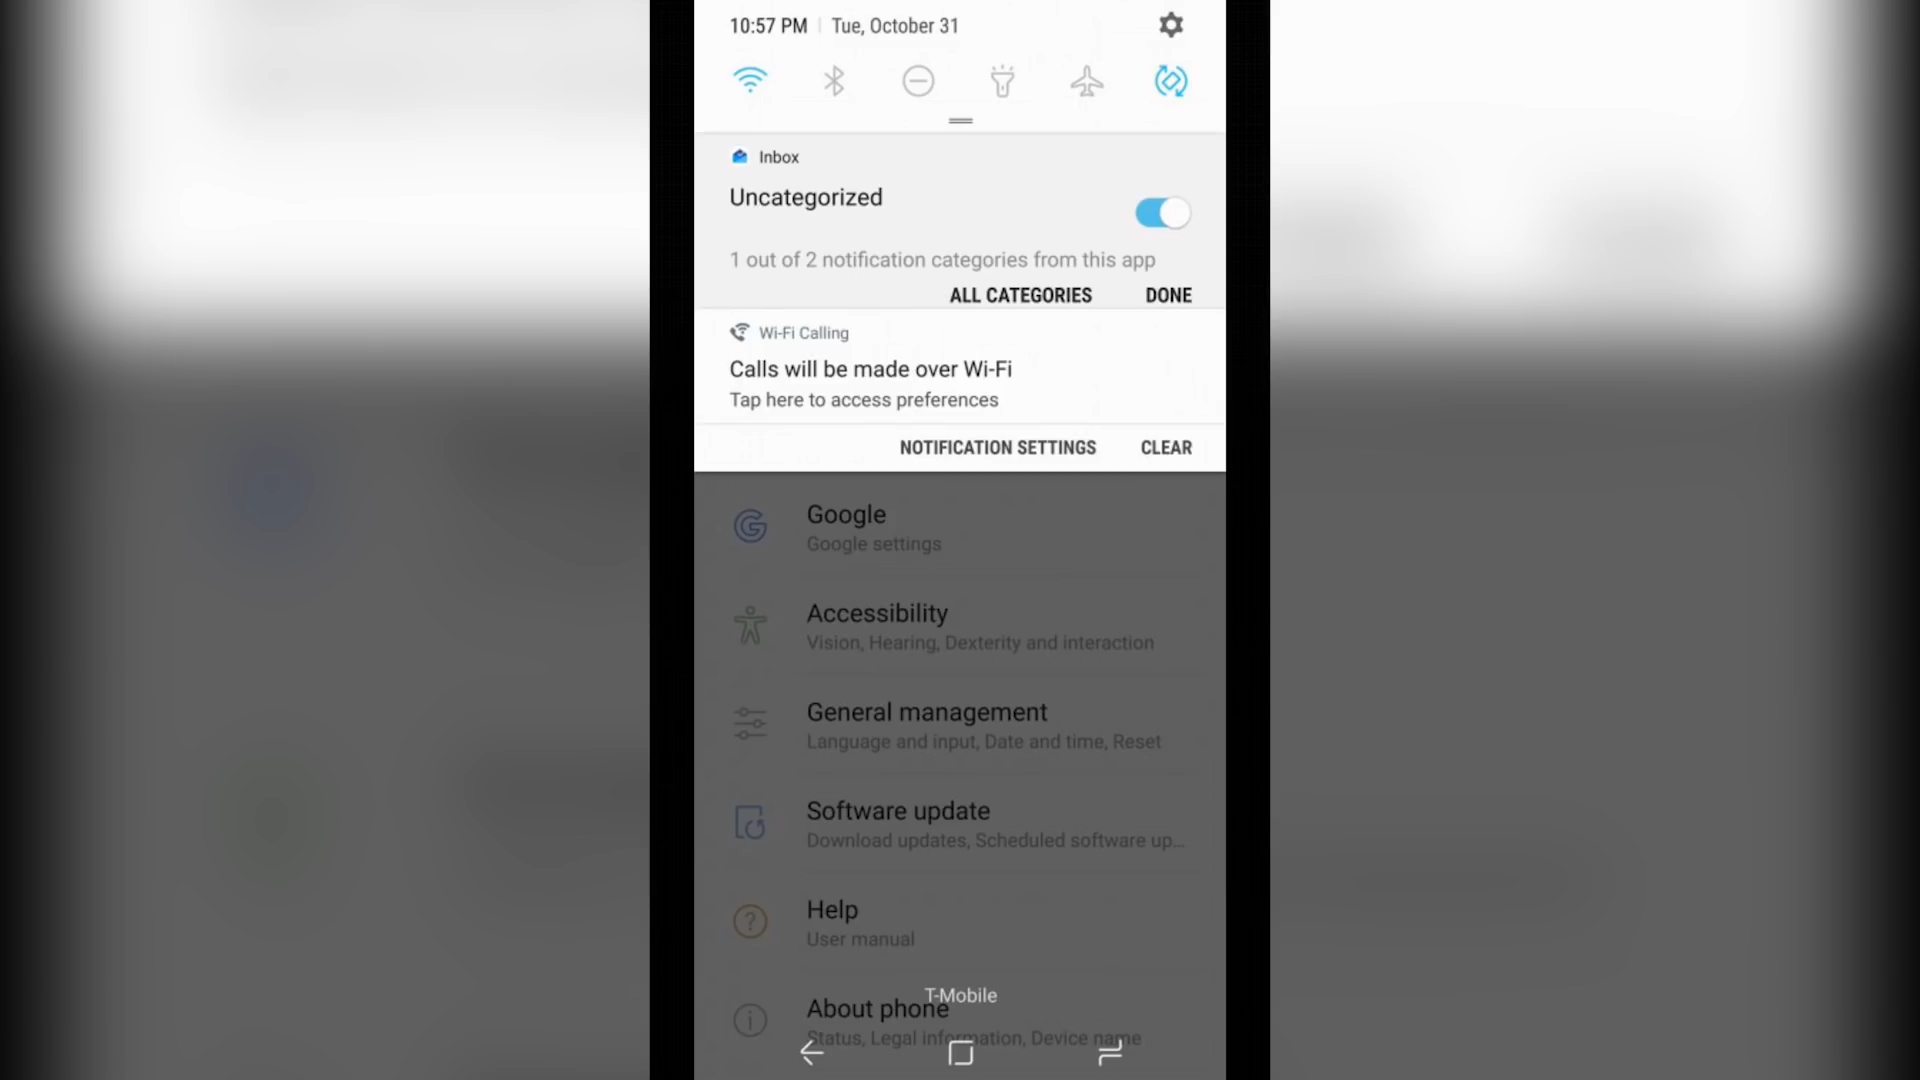 10:57 PM | Tue, October 31
Inbox
Uncategorized
1 out of 2 notification categories from this app
ALL CATEGORIES DONE
Wi-Fi Calling
Calls will be made over Wi-Fi
Tap here to access preferences
NOTIFICATION SETTINGS CLEAR
Google
Google settings
Accessibility
Vision, Hearing, Dexterity and interaction
General management
Language and input, Date and time, Reset
Software update
Download updates, Scheduled software up...
Help
User manual
T-Mobile
About phone
Status, Legal information, Device name